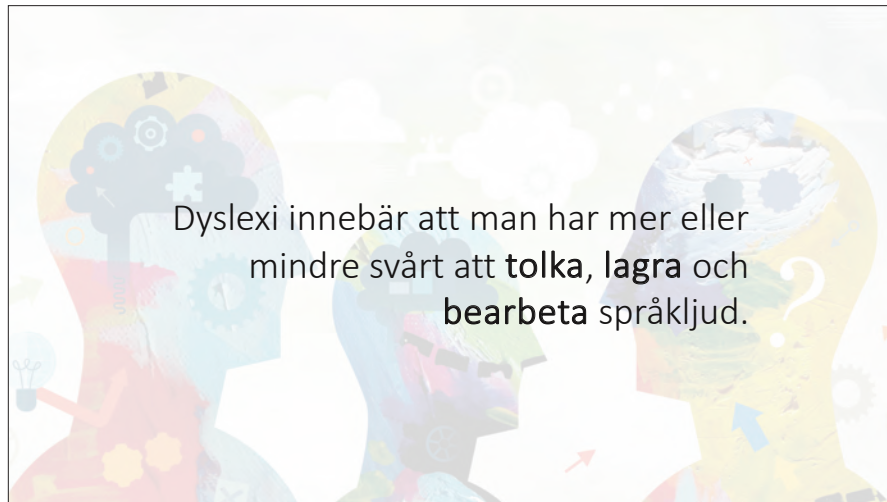 Dyslexi innebär att man har mer eller
mindre svårt att tolka, lagra och
bearbeta språkljud.
?